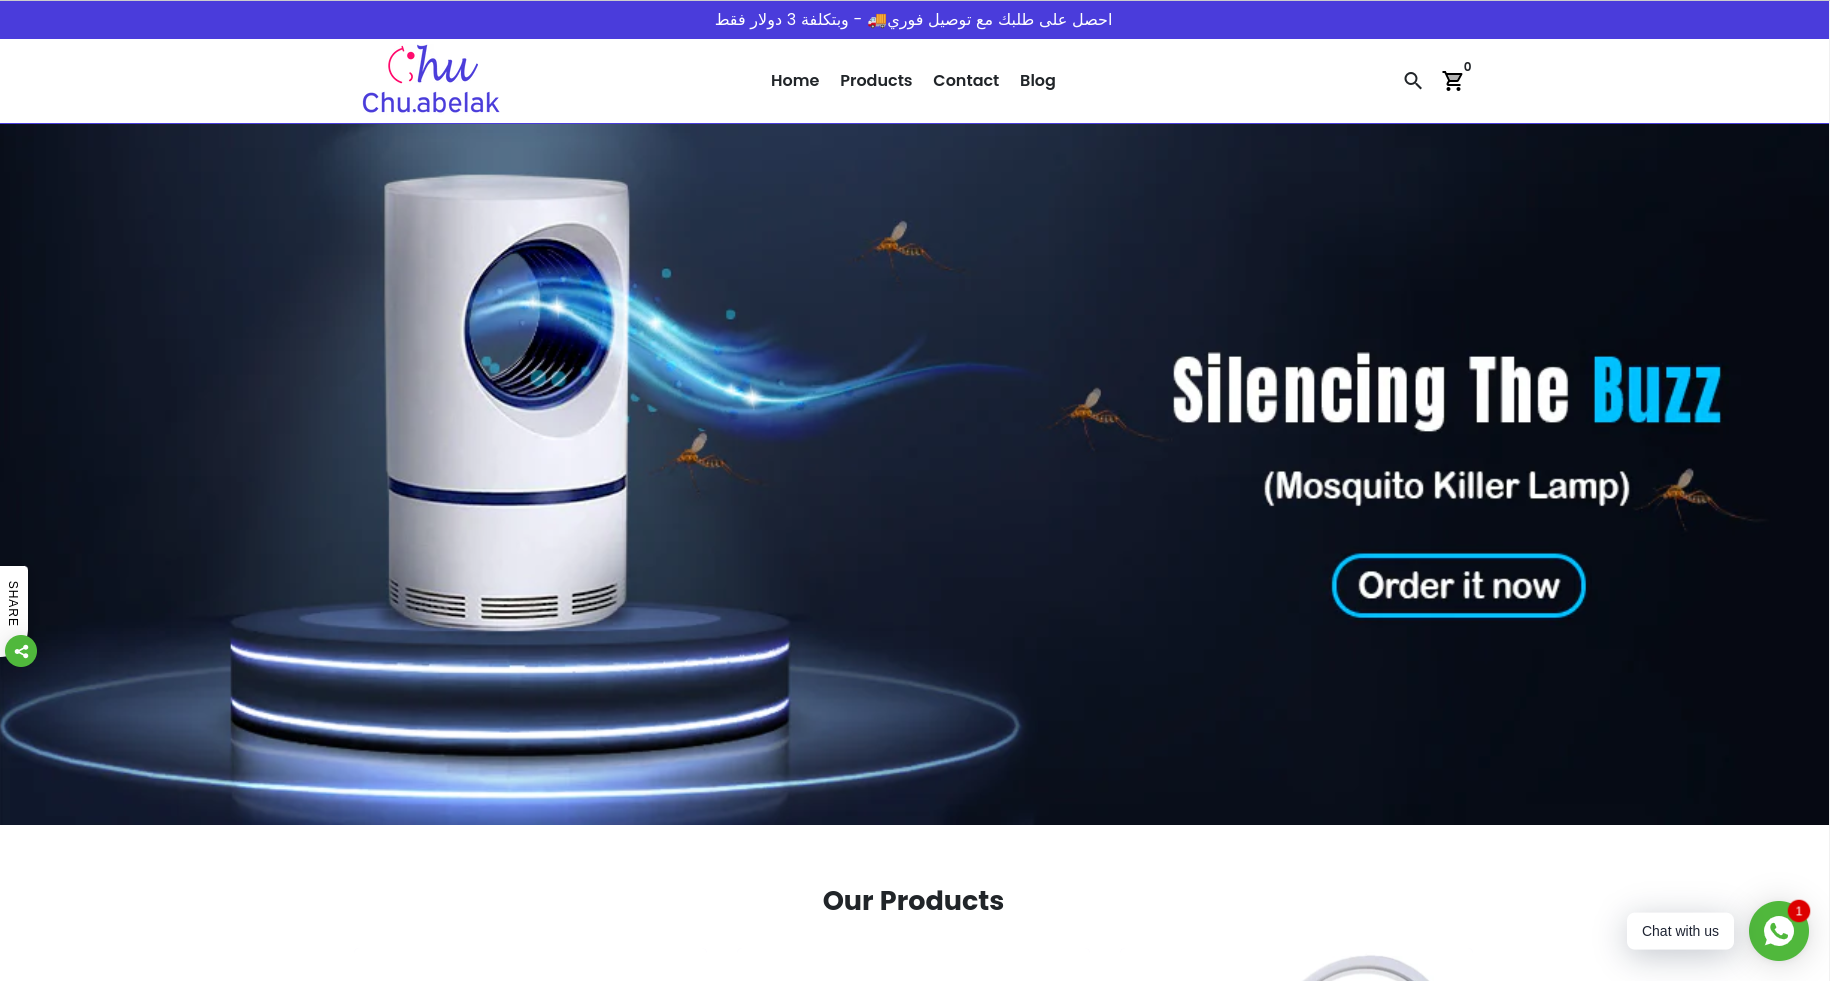 احصل على طلبك مع توصيل فوري🚚 - وبتكلفة 3 دولار فقط
Chu
Chu.abelak
Home Products Contact Blog
0
Silencing The Buzz
(Mosquito Killer Lamp)
Order it now
SHARE
Our Products
Chat with us
1